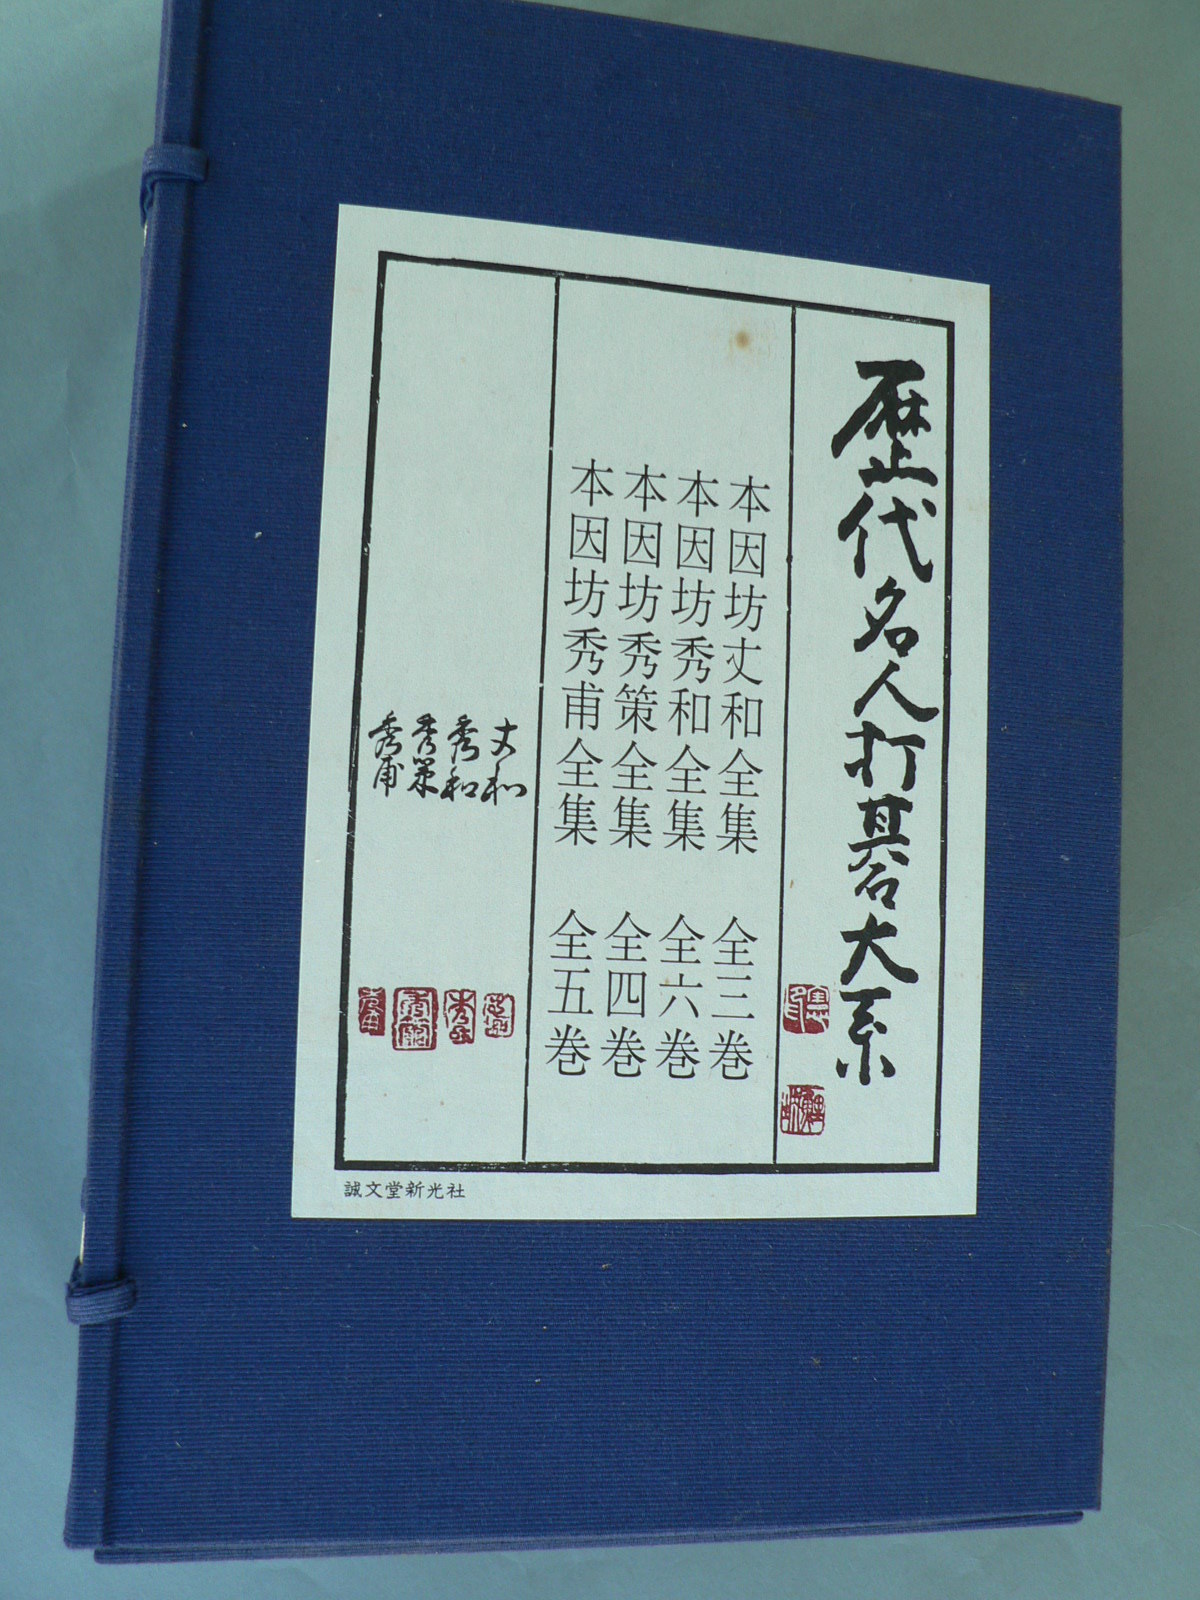 歴代名人打碁大系
本因坊丈和全集 全三巻
本因坊秀和全集 全六巻
本因坊秀策全集 全四巻
本因坊秀甫全集 全五巻
丈和
秀和
秀策
秀甫
誠文堂新光社